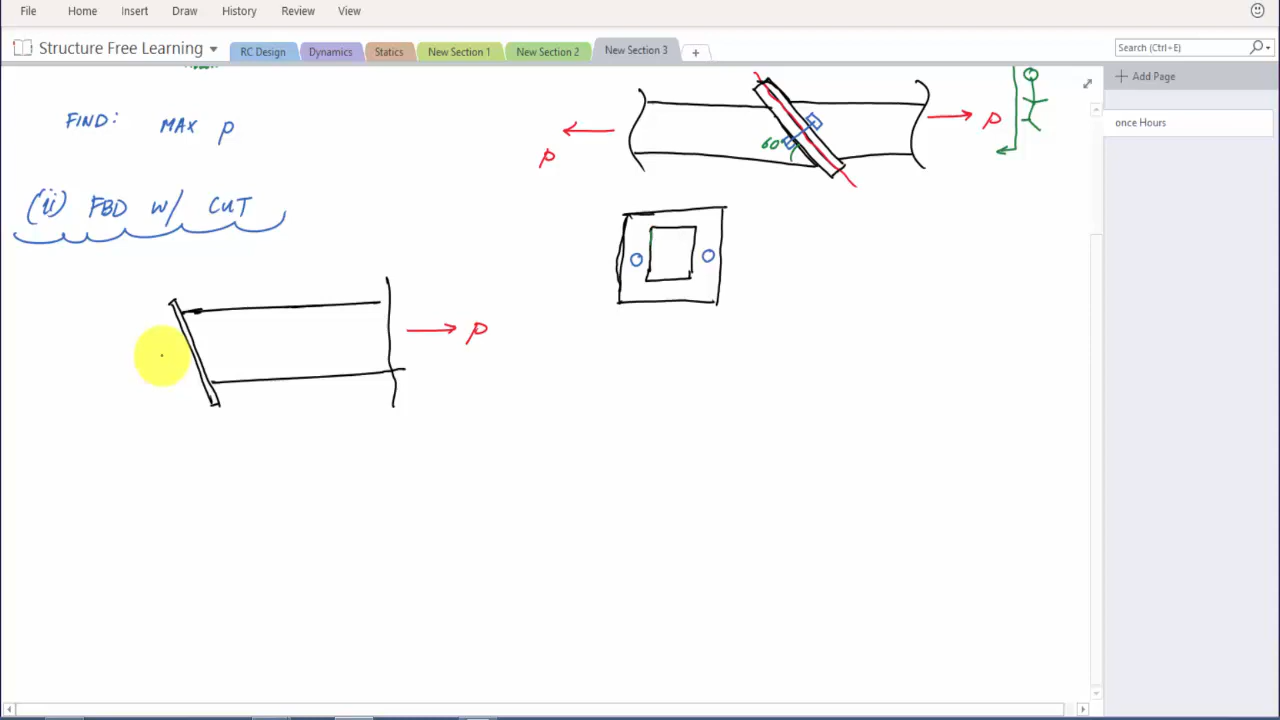 File Home Insert Draw History Review View
Structure Free Learning RC Design Dynamics Statics New Section 1 New Section 2 New Section 3 + Search (Ctrl+E)
+ Add Page
once Hours
FIND: MAX P
P
P
60°
(ii) FBD w/ CUT
P